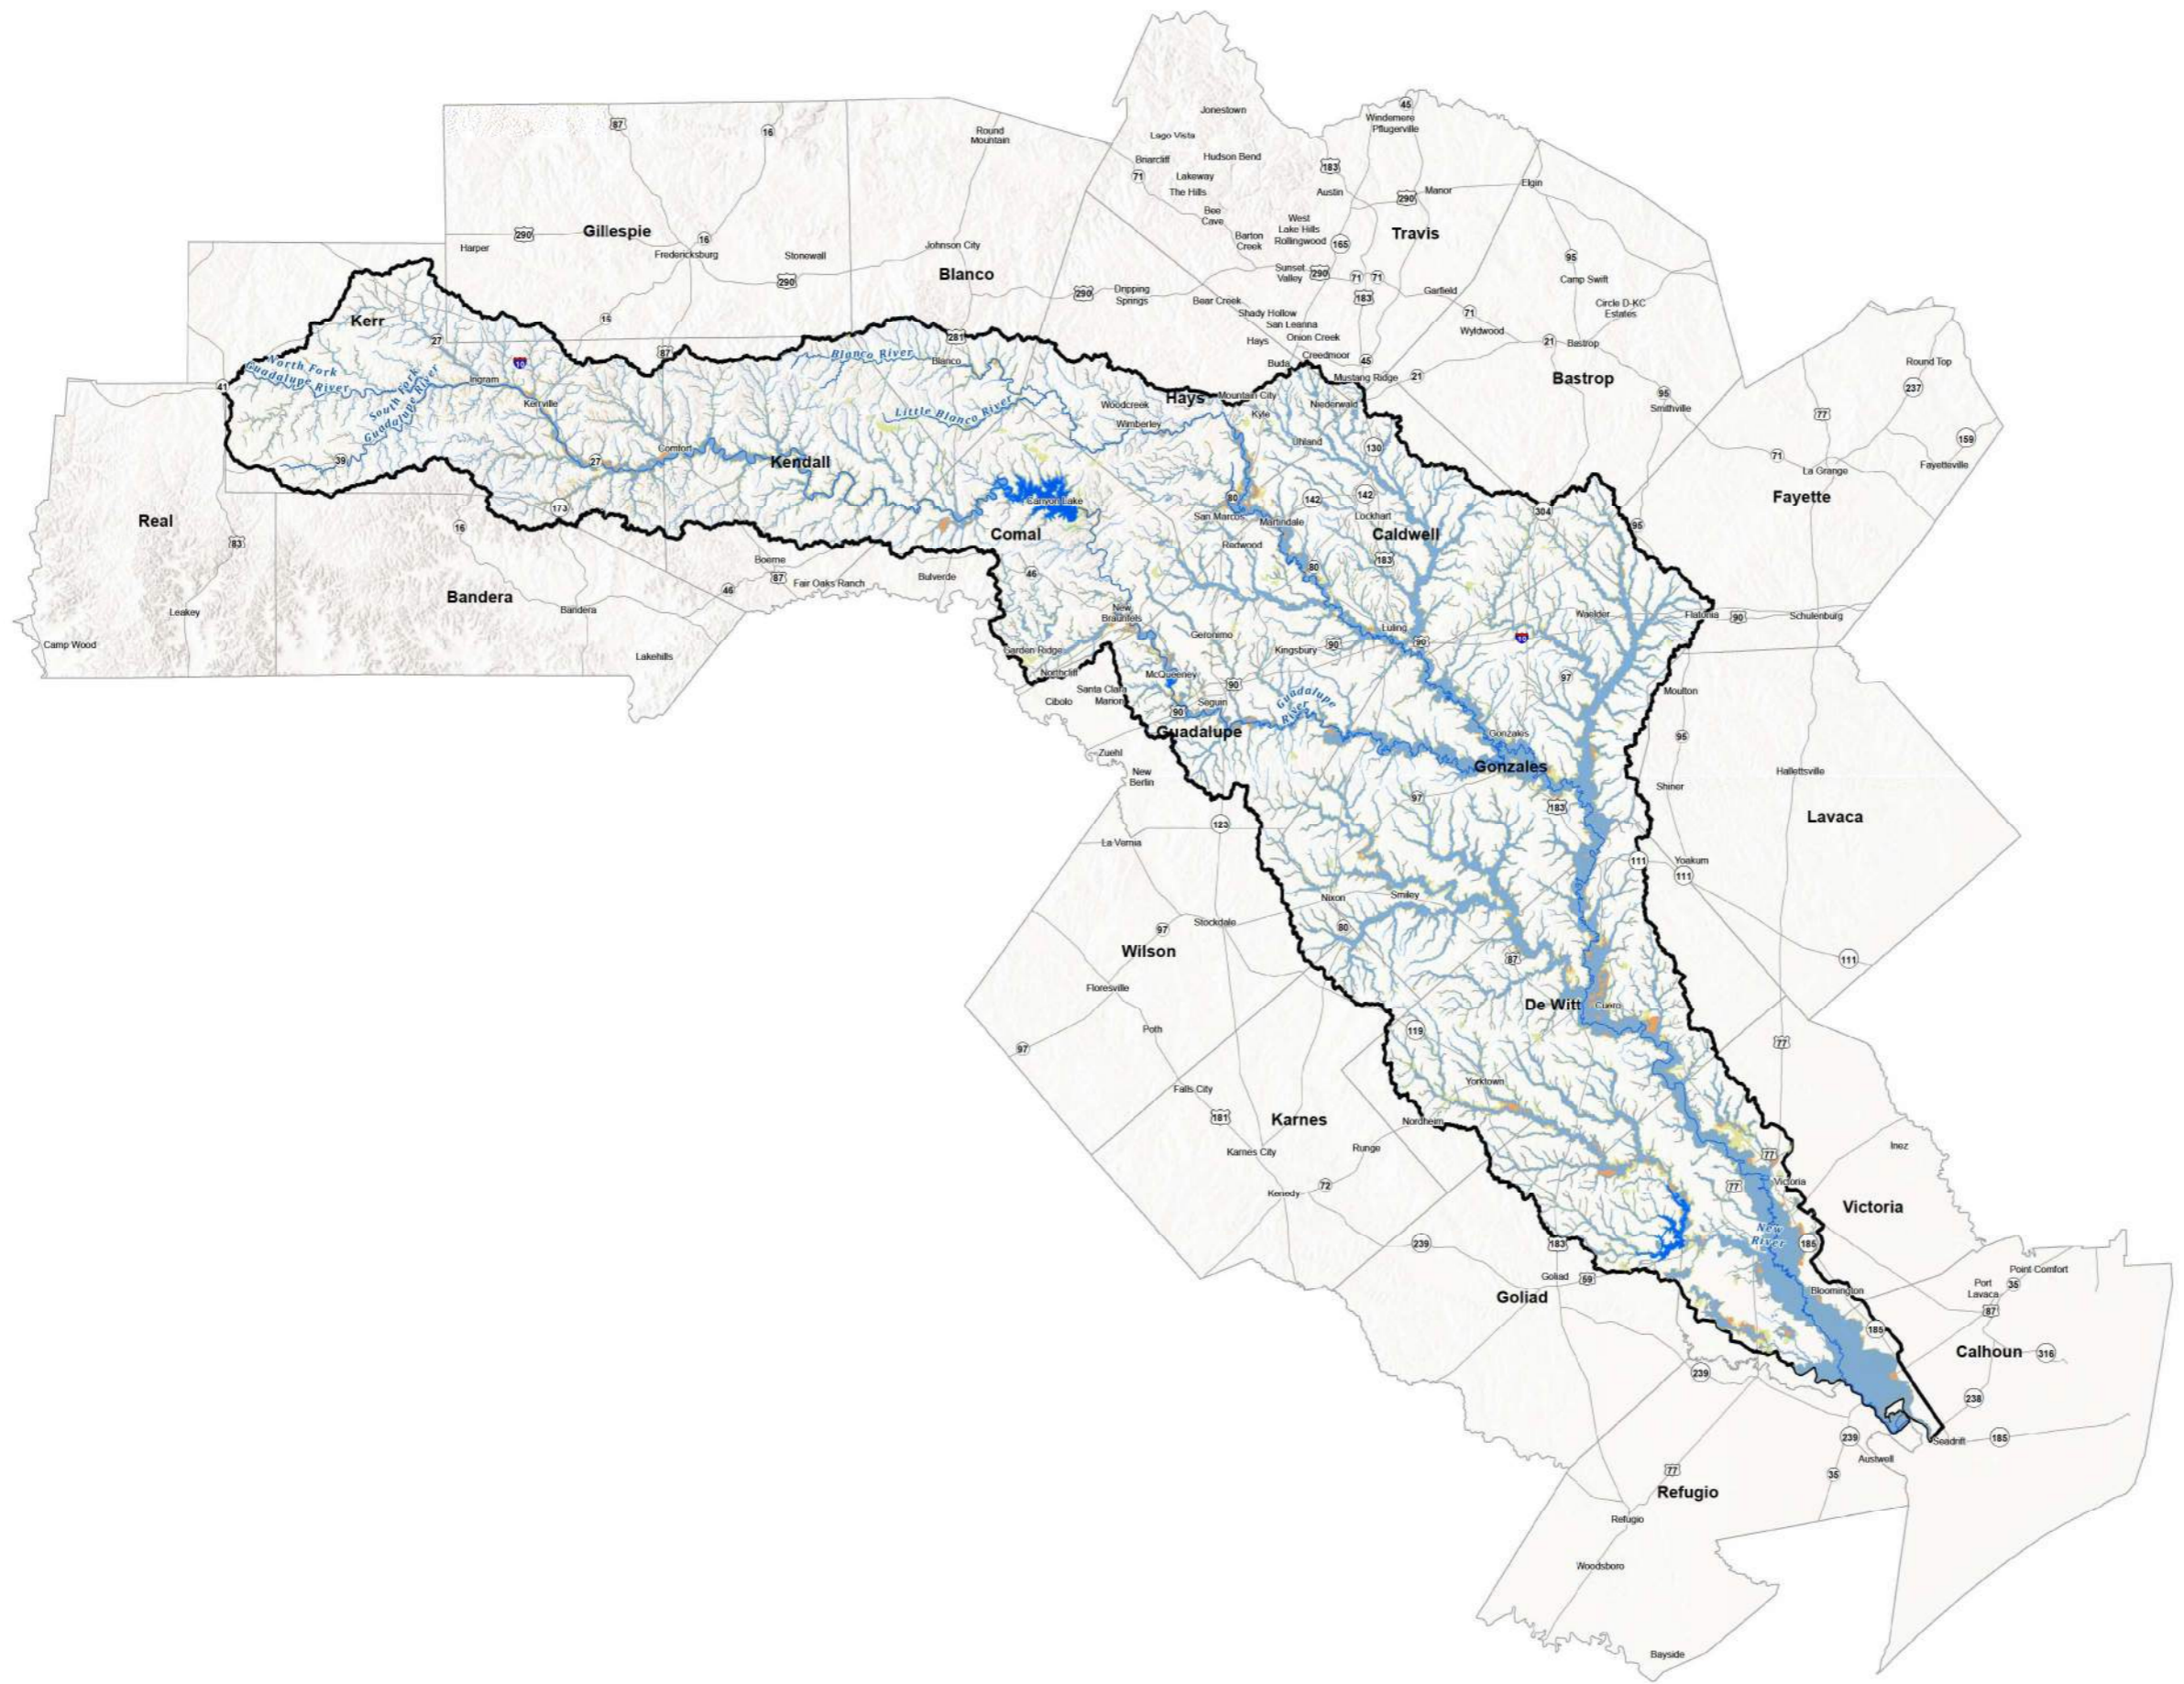 Jonestown
45
Windemere
Pflugerville
87
16
Round
Mountain
Lago Vista
Briarcliff
Hudson Bend
183
71
Lakeway
The Hills
Austin
290
Manor
Elgin
Bee
Cave
West
Lake Hills
Rollingwood
Barton
Creek
165
Travis
290
Gillespie
16
Harper
Fredericksburg
Stonewall
Johnson City
Blanco
290
290
Dripping
Springs
Sunset
Valley
290
71
71
183
95
Camp Swift
Garfield
Bear Creek
Circle D-KC
Estates
Shady Hollow
San Leanna
71
Wyldwood
Kerr
16
27
281
Hays
Onion Creek
21
Bastrop
10
87
Blanco River
Blanco
Creedmoor
45
Buda
Mustang Ridge
21
Bastrop
Round Top
237
41
North Fork
Guadalupe River
South Fork
Guadalupe River
Ingram
Kerrville
Little Blanco River
Woodcreek
Hays
Mountain City
Kyle
Niederwald
95
Smithville
77
Wimberley
Uhland
130
159
Fayetteville
39
27
Comfort
Kendall
71
La Grange
Fayette
173
Canyon Lake
80
142
142
San Marcos
Martindale
Lockhart
304
95
Real
83
16
Comal
Redwood
Caldwell
183
Boerne
87
Fair Oaks Ranch
Bulverde
46
80
46
Bandera
Bandera
Leakey
New
Braunfels
Waelder
Flatonia
90
Schulenburg
Camp Wood
Lakehills
Garden Ridge
Geronimo
Kingsbury
90
Luling
90
10
Northcliff
McQueeney
97
Moulton
Cibolo
Santa Clara
Marion
90
Seguin
90
Guadalupe
River
Guadalupe
Gonzales
95
Zuehl
New
Berlin
Gonzales
Hallettsville
97
183
Shiner
Lavaca
123
La Vernia
111
Yoakum
111
Nixon
Smiley
Stockdale
97
80
Wilson
87
111
Floresville
De Witt
Cuero
Poth
119
97
77
Falls City
Yorktown
181
Karnes
Nordheim
Runge
Karnes City
Inez
77
Kenedy
72
77
Victoria
Victoria
New
River
239
183
185
Goliad
59
Goliad
Bloomington
Point Comfort
Port
Lavaca
35
87
185
Calhoun
316
239
238
239
Seadrift
185
Austwell
35
77
Refugio
Refugio
Woodsboro
Bayside